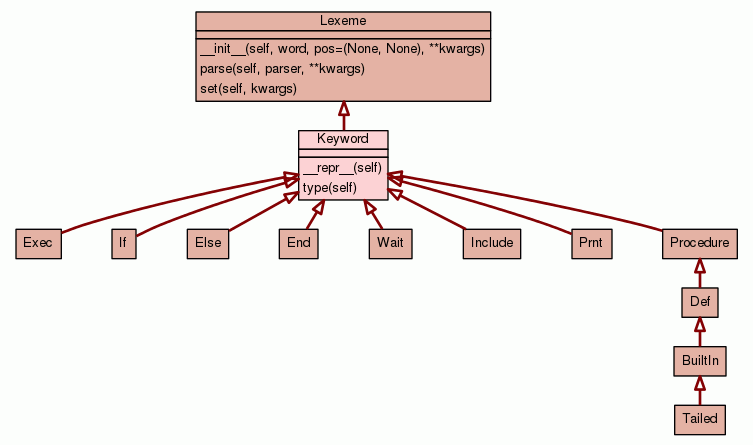 Lexeme
__init__(self, word, pos=(None, None), **kwargs)
parse(self, parser, **kwargs)
set(self, kwargs)
Keyword
__repr__(self)
type(self)
Exec
If
Else
End
Wait
Include
Prnt
Procedure
Def
BuiltIn
Tailed